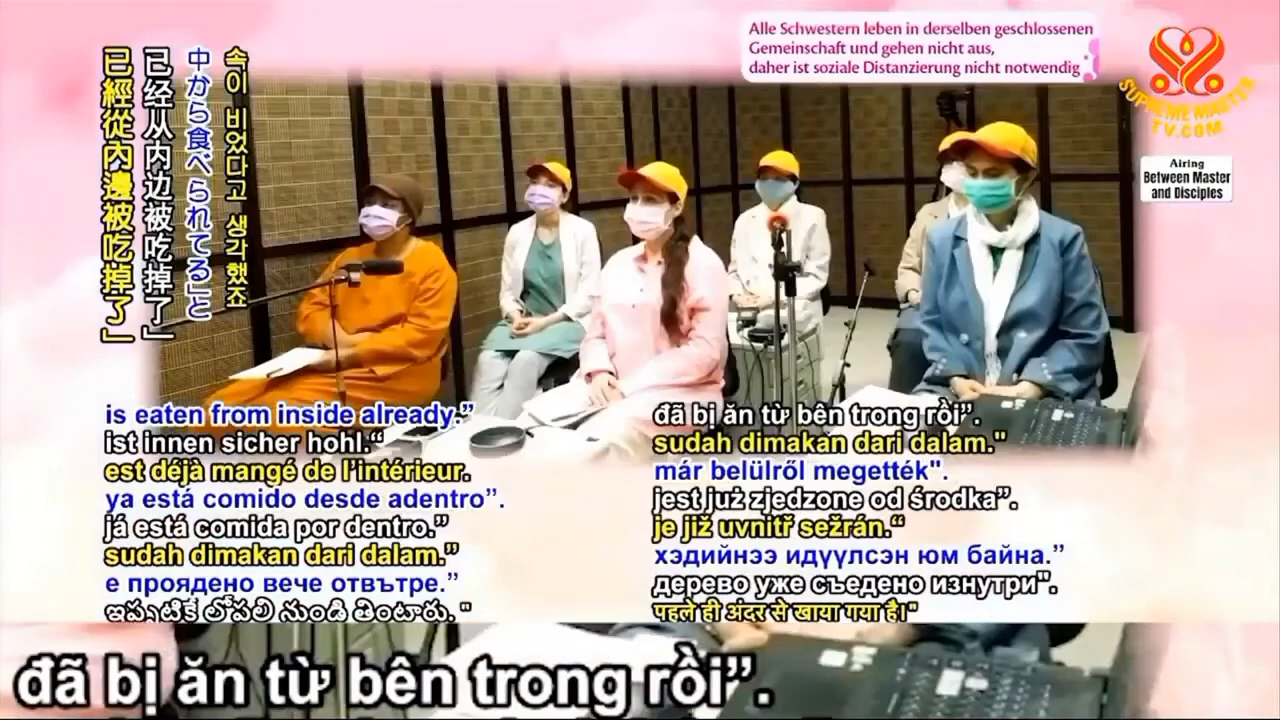 Alle Schwestern leben in derselben geschlossenen
Gemeinschaft und gehen nicht aus,
daher ist soziale Distanzierung nicht notwendig
SUPREME MASTER
TV.COM
Airing
Between Master
and Disciples
속이 비었다고 생각했죠
中から食べられてる」と
已经从内边被吃掉了」
已經從內邊被吃掉了」
is eaten from inside already.”
ist innen sicher hohl.“
est déjà mangé de l’intérieur.
ya está comido desde adentro”.
já está comida por dentro.”
sudah dimakan dari dalam.”
е проядено вече отвътре.”
ఇప్పటికే లోపలి నుండి తింటారు. "
đã bị ăn từ bên trong rồi”.
sudah dimakan dari dalam."
már belülről megették".
jest już zjedzone od środka”.
je již uvnitř sežrán.“
хэдийнээ идүүлсэн юм байна.”
дерево уже съедено изнутри".
पहले ही अंदर से खाया गया है।"
đã bị ăn từ bên trong rồi”.